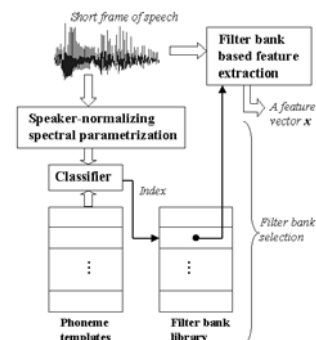 Short frame of speech
Filter bank
based feature
extraction
A feature
vector x
Speaker-normalizing
spectral parametrization
Classifier
Index
Filter bank
selection
Phoneme
templates
Filter bank
library